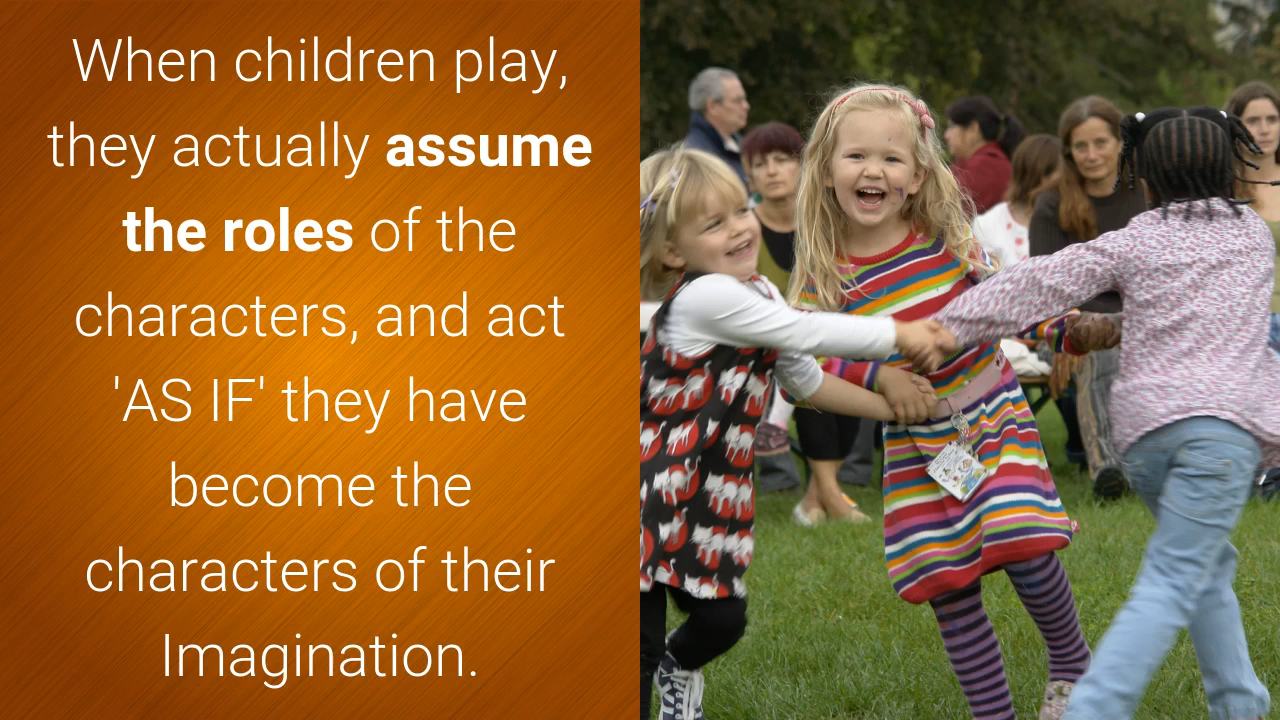 When children play,
they actually assume
the roles of the
characters, and act
'AS IF' they have
become the
characters of their
Imagination.